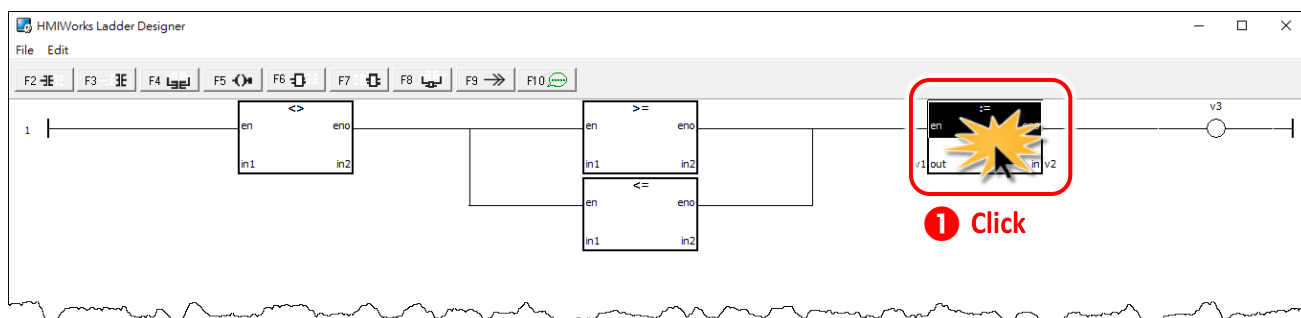 HMIWorks Ladder Designer
File Edit
F2 F3 F4 F5 F6 F7 F8 F9 F10
<> >= := v3
1 en eno en eno en
in1 in2 in1 in2 v1 out in v2
<=
en eno
in1 in2
1 Click